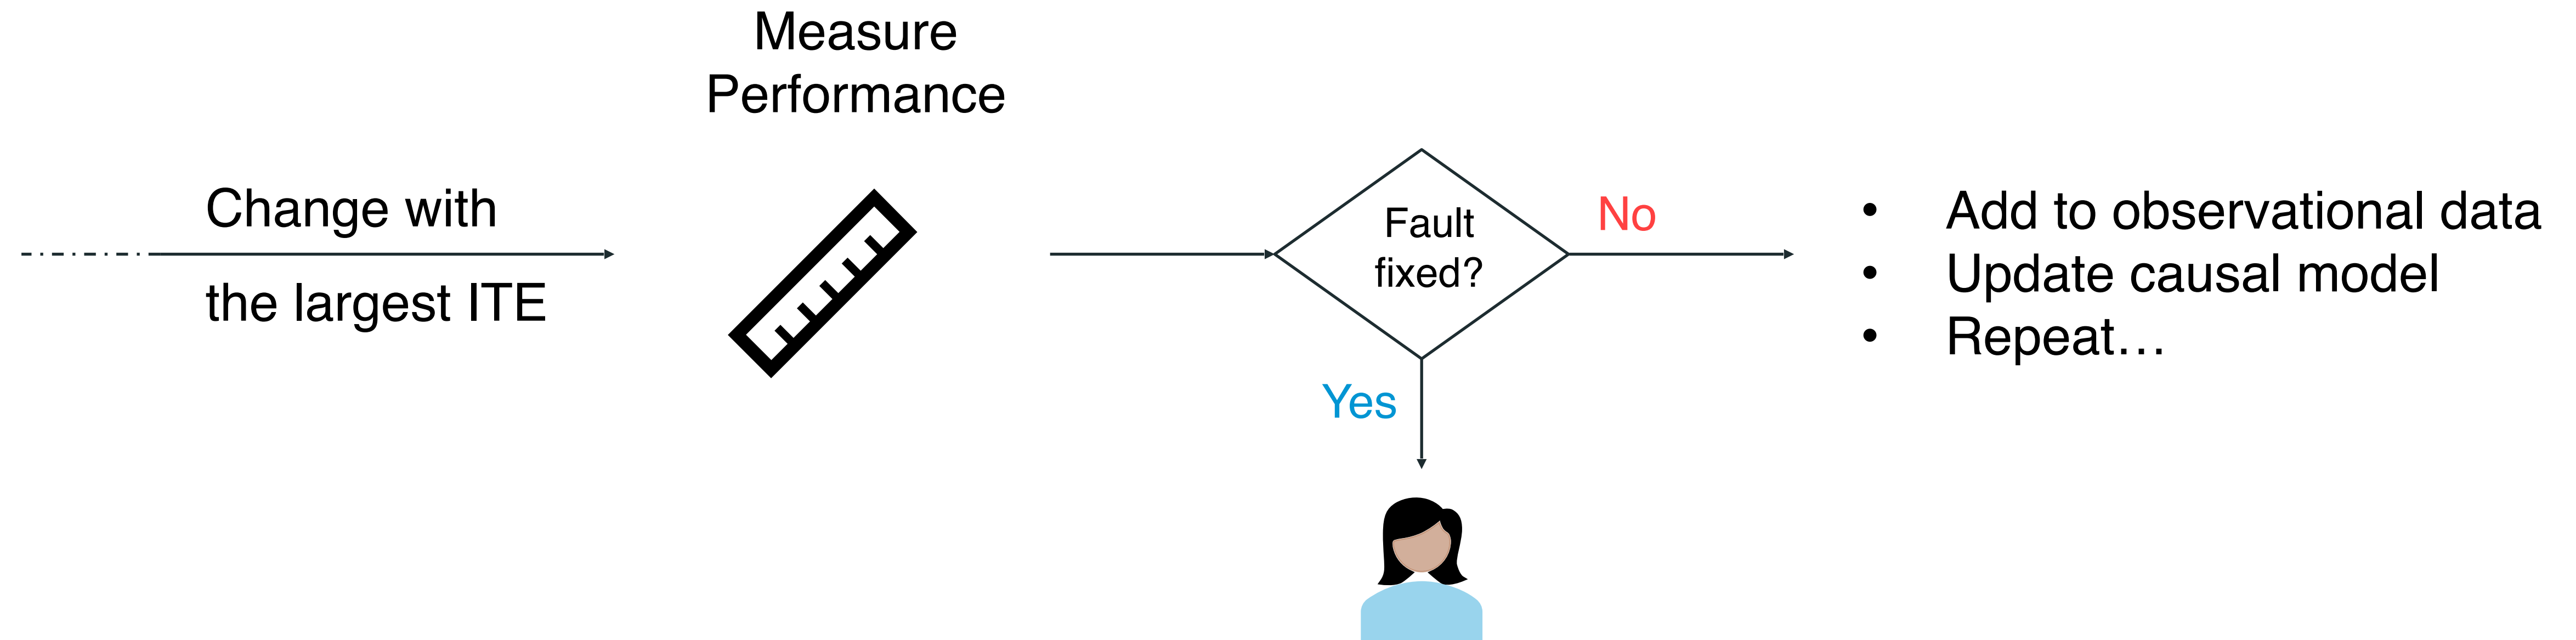 Measure
Performance
Change with
the largest ITE
Fault
fixed?
No
Yes
• Add to observational data
• Update causal model
• Repeat…